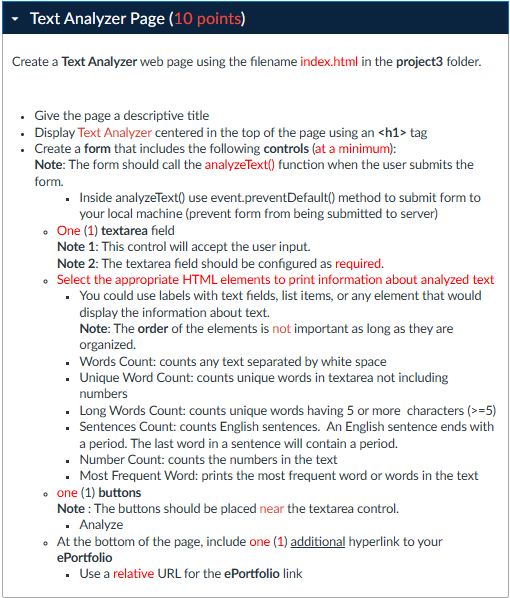 Text Analyzer Page (10 points)
Create a Text Analyzer web page using the filename index.html in the project3 folder.
Give the page a descriptive title
Display Text Analyzer centered in the top of the page using an <h1> tag
Create a form that includes the following controls (at a minimum):
Note: The form should call the analyzeText() function when the user submits the
form.
Inside analyzeText() use event.preventDefault() method to submit form to
your local machine (prevent form from being submitted to server)
One (1) textarea field
Note 1: This control will accept the user input.
Note 2: The textarea field should be configured as required.
Select the appropriate HTML elements to print information about analyzed text
You could use labels with text fields, list items, or any element that would
display the information about text.
Note: The order of the elements is not important as long as they are
organized.
Words Count: counts any text separated by white space
Unique Word Count: counts unique words in textarea not including
numbers
Long Words Count: counts unique words having 5 or more characters (>=5)
Sentences Count: counts English sentences. An English sentence ends with
a period. The last word in a sentence will contain a period.
Number Count: counts the numbers in the text
Most Frequent Word: prints the most frequent word or words in the text
one (1) buttons
Note : The buttons should be placed near the textarea control.
Analyze
At the bottom of the page, include one (1) additional hyperlink to your
ePortfolio
Use a relative URL for the ePortfolio link